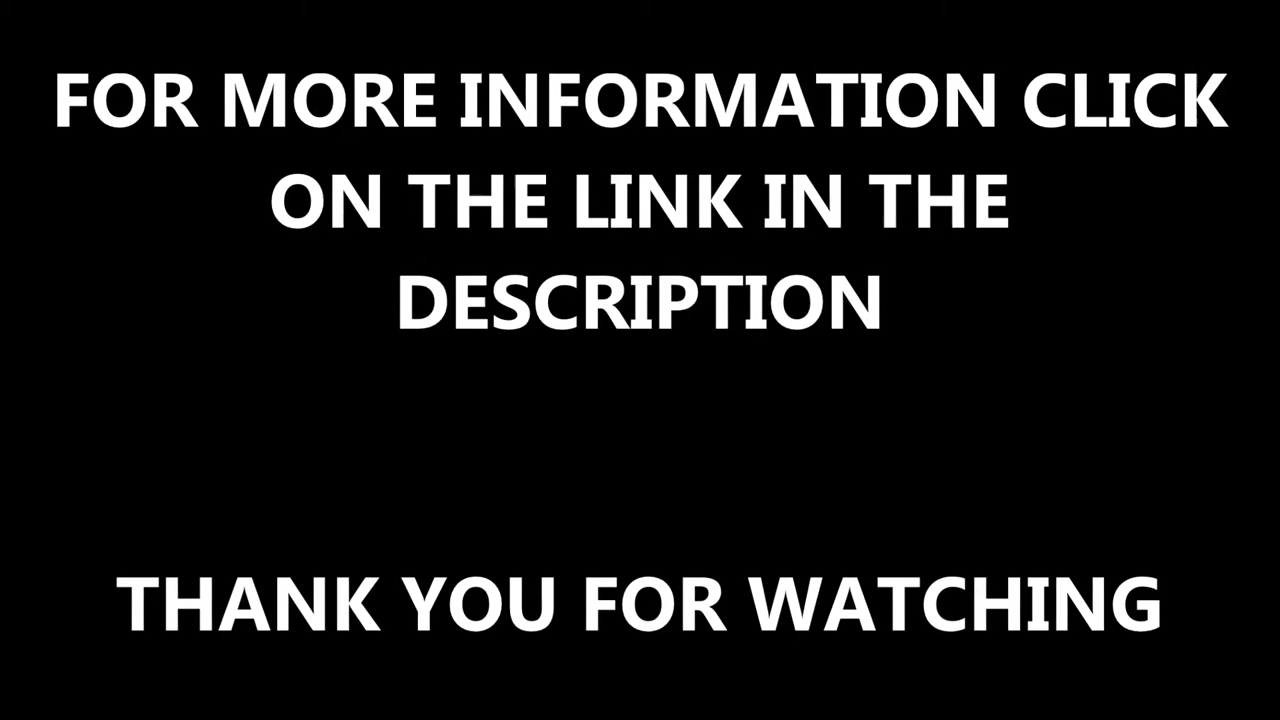 FOR MORE INFORMATION CLICK
ON THE LINK IN THE
DESCRIPTION
THANK YOU FOR WATCHING